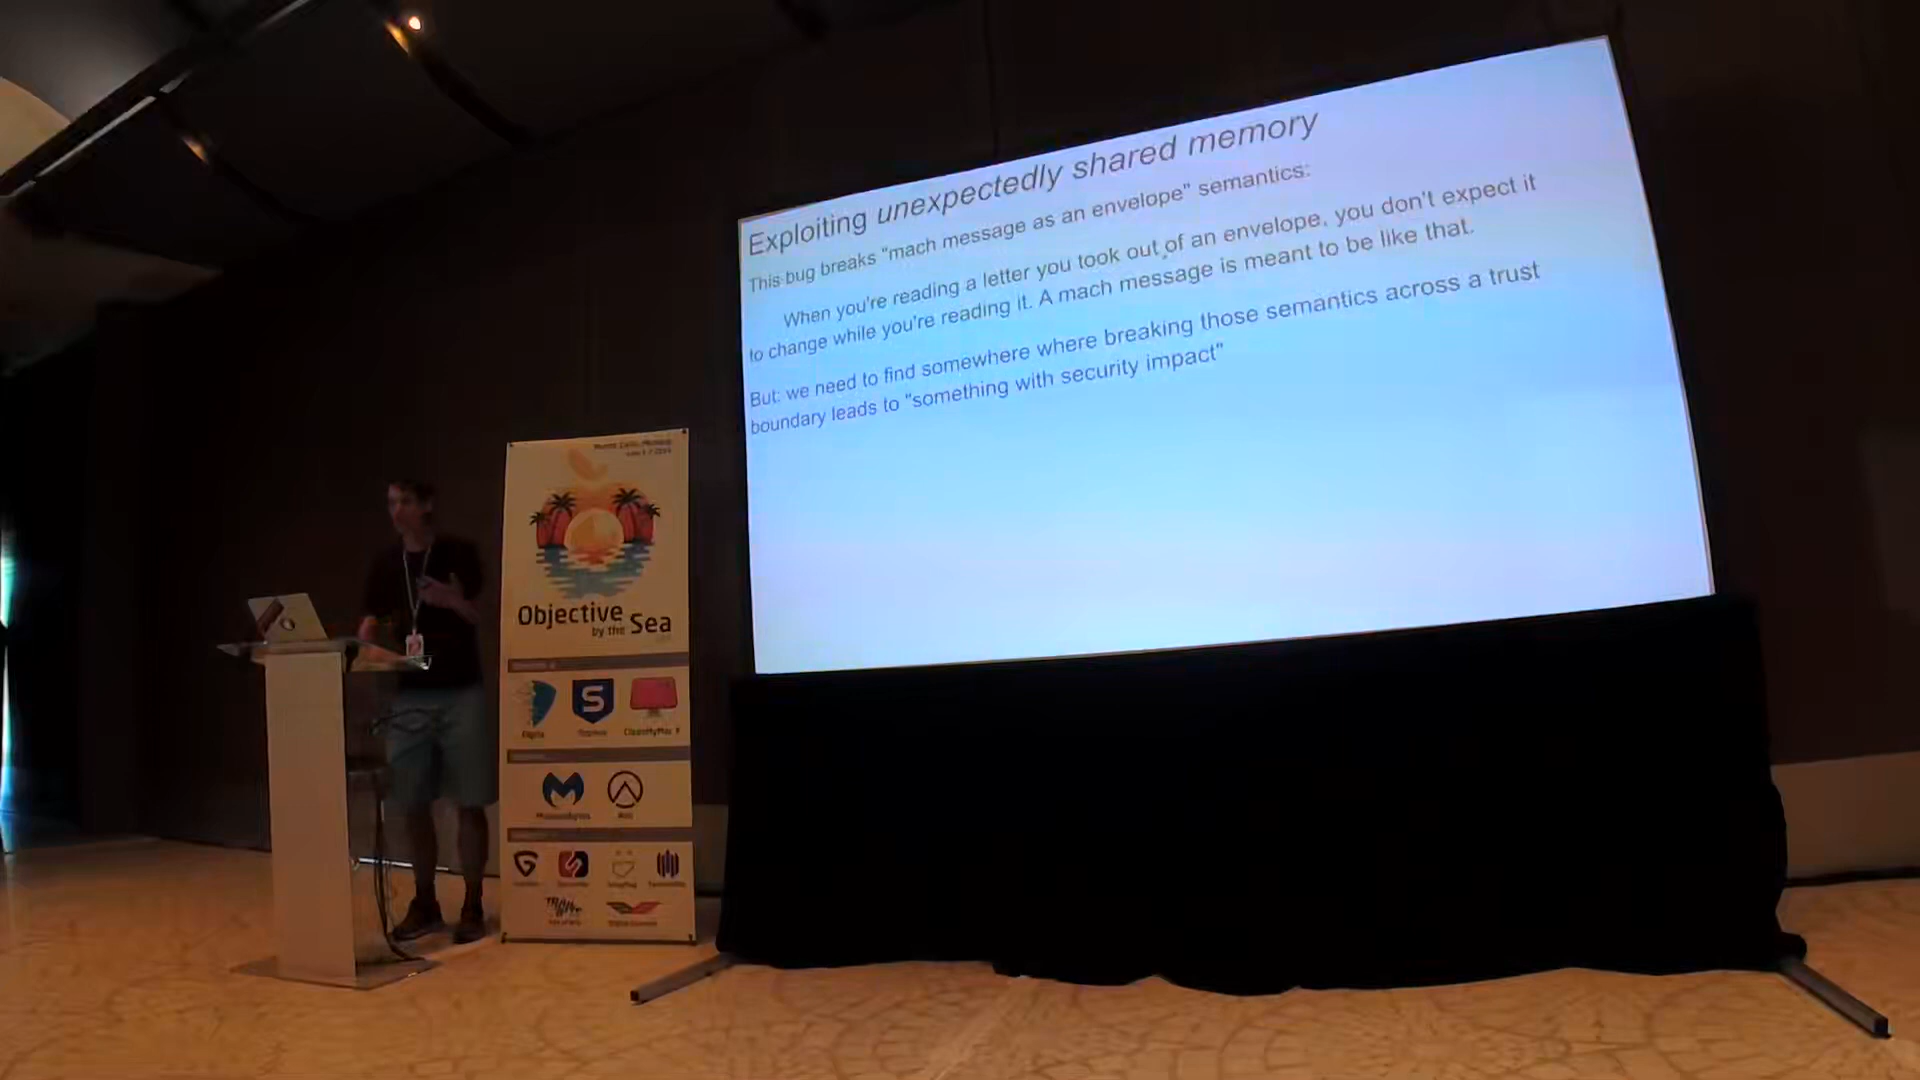 Exploiting unexpectedly shared memory
This bug breaks "mach message as an envelope" semantics:
When you're reading a letter you took out of an envelope, you don't expect it
to change while you're reading it. A mach message is meant to be like that.
But: we need to find somewhere where breaking those semantics across a trust
boundary leads to "something with security impact"
Objective
by the Sea
S
CleanMyMac X
Malwarebytes